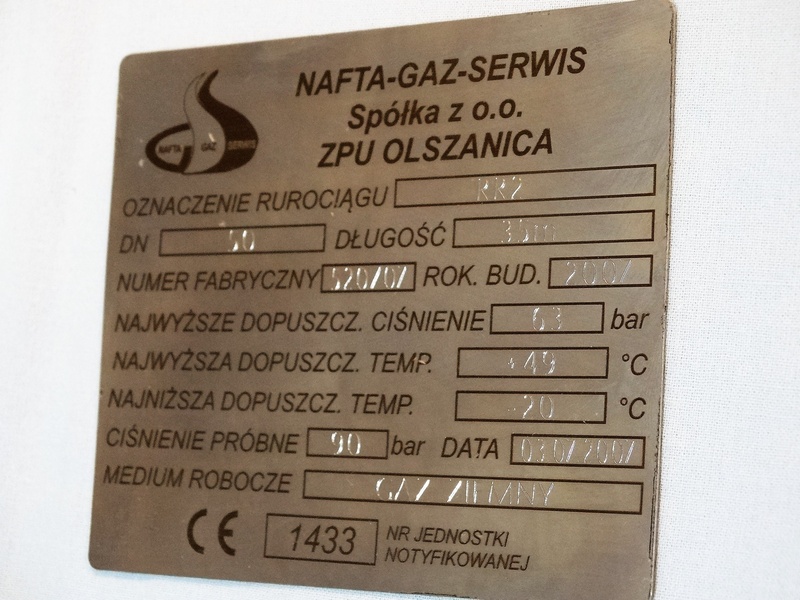 NAFTA-GAZ-SERWIS
Spółka z o.o.
ZPU OLSZANICA
NAFTA GAZ SERWIS
OZNACZENIE RUROCIĄGU RR2
DN 50 DŁUGOŚĆ 35m
NUMER FABRYCZNY 520/07 ROK. BUD. 2007
NAJWYŻSZE DOPUSZCZ. CIŚNIENIE 63 bar
NAJWYŻSZA DOPUSZCZ. TEMP. +49 °C
NAJNIŻSZA DOPUSZCZ. TEMP. -20 °C
CIŚNIENIE PRÓBNE 90 bar DATA
MEDIUM ROBOCZE GAZ ZIEMNY
CE 1433 NR JEDNOSTKI
NOTYFIKOWANEJ